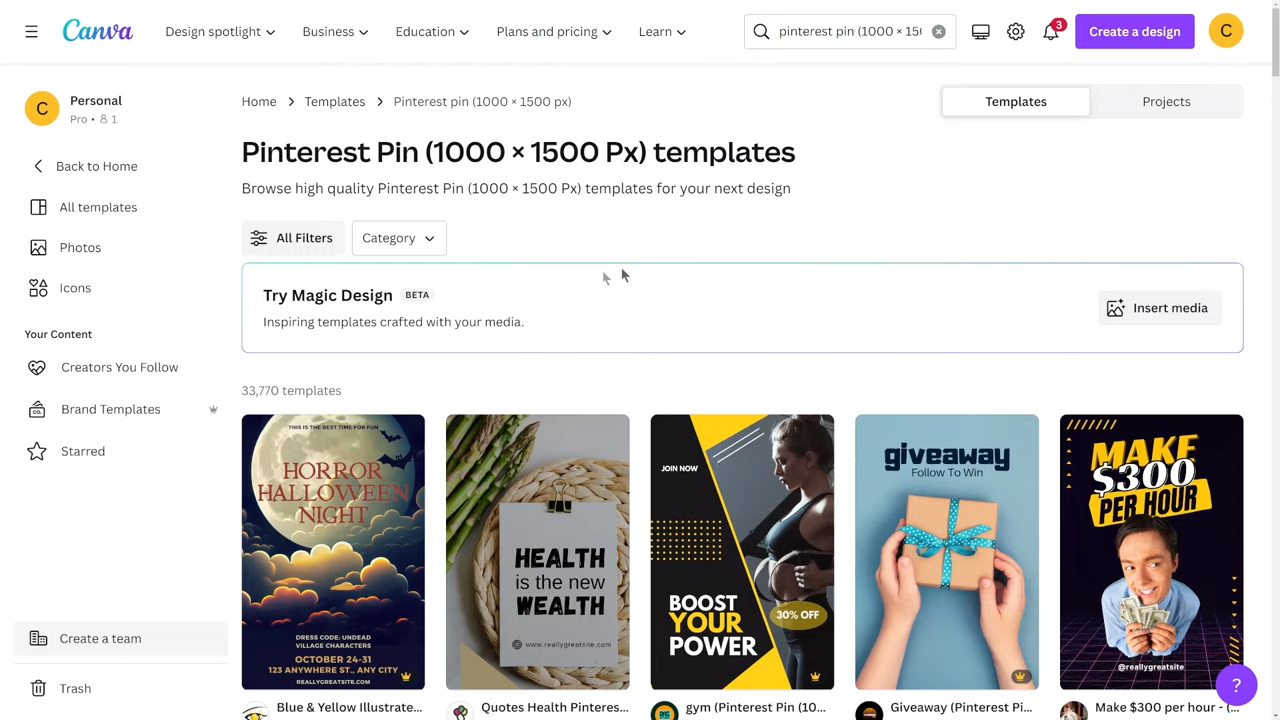 Canva
Design spotlight
Business
Education
Plans and pricing
Learn
pinterest pin (1000 × 15
3
Create a design
C
C
Personal
Pro • 1
Back to Home
All templates
Photos
Icons
Your Content
Creators You Follow
Brand Templates
Starred
Create a team
Trash
Home
Templates
Pinterest pin (1000 × 1500 px)
Templates
Projects
Pinterest Pin (1000 × 1500 Px) templates
Browse high quality Pinterest Pin (1000 × 1500 Px) templates for your next design
All Filters
Category
Try Magic Design BETA
Inspiring templates crafted with your media.
Insert media
33,770 templates
THIS IS THE BEST TIME FOR FUN
HORROR
HALLOWEEN
NIGHT
DRESS CODE: UNDEAD
VILLAGE CHARACTERS
OCTOBER 24-31
123 ANYWHERE ST., ANY CITY
REALLYGREATSITE.COM
HEALTH
is the new
WEALTH
www.reallygreatsite.com
JOIN NOW
BOOST
YOUR
POWER
30% OFF
giveaway
Follow To Win
MAKE
$300
PER HOUR
@reallygreatsite
?
Blue & Yellow Illustrate...
Quotes Health Pinteres...
gym (Pinterest Pin (10...
Giveaway (Pinterest Pi...
Make $300 per hour - (...